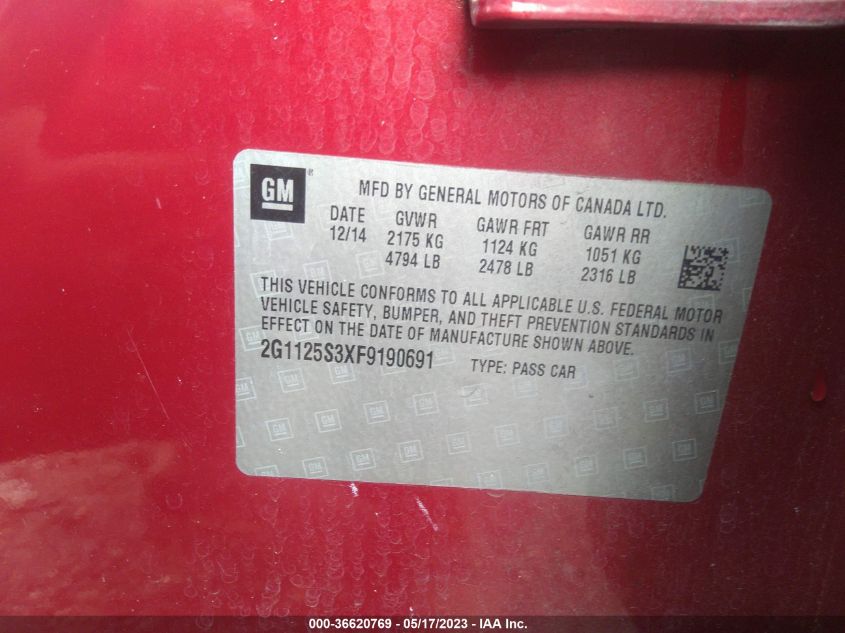 GM ®
MFD BY GENERAL MOTORS OF CANADA LTD.
DATE GVWR GAWR FRT GAWR RR
12/14 2175 KG 1124 KG 1051 KG
4794 LB 2478 LB 2316 LB
THIS VEHICLE CONFORMS TO ALL APPLICABLE U.S. FEDERAL MOTOR
VEHICLE SAFETY, BUMPER, AND THEFT PREVENTION STANDARDS IN
EFFECT ON THE DATE OF MANUFACTURE SHOWN ABOVE.
2G1125S3XF9190691 TYPE: PASS CAR
000-36620769 - 05/17/2023 - IAA Inc.